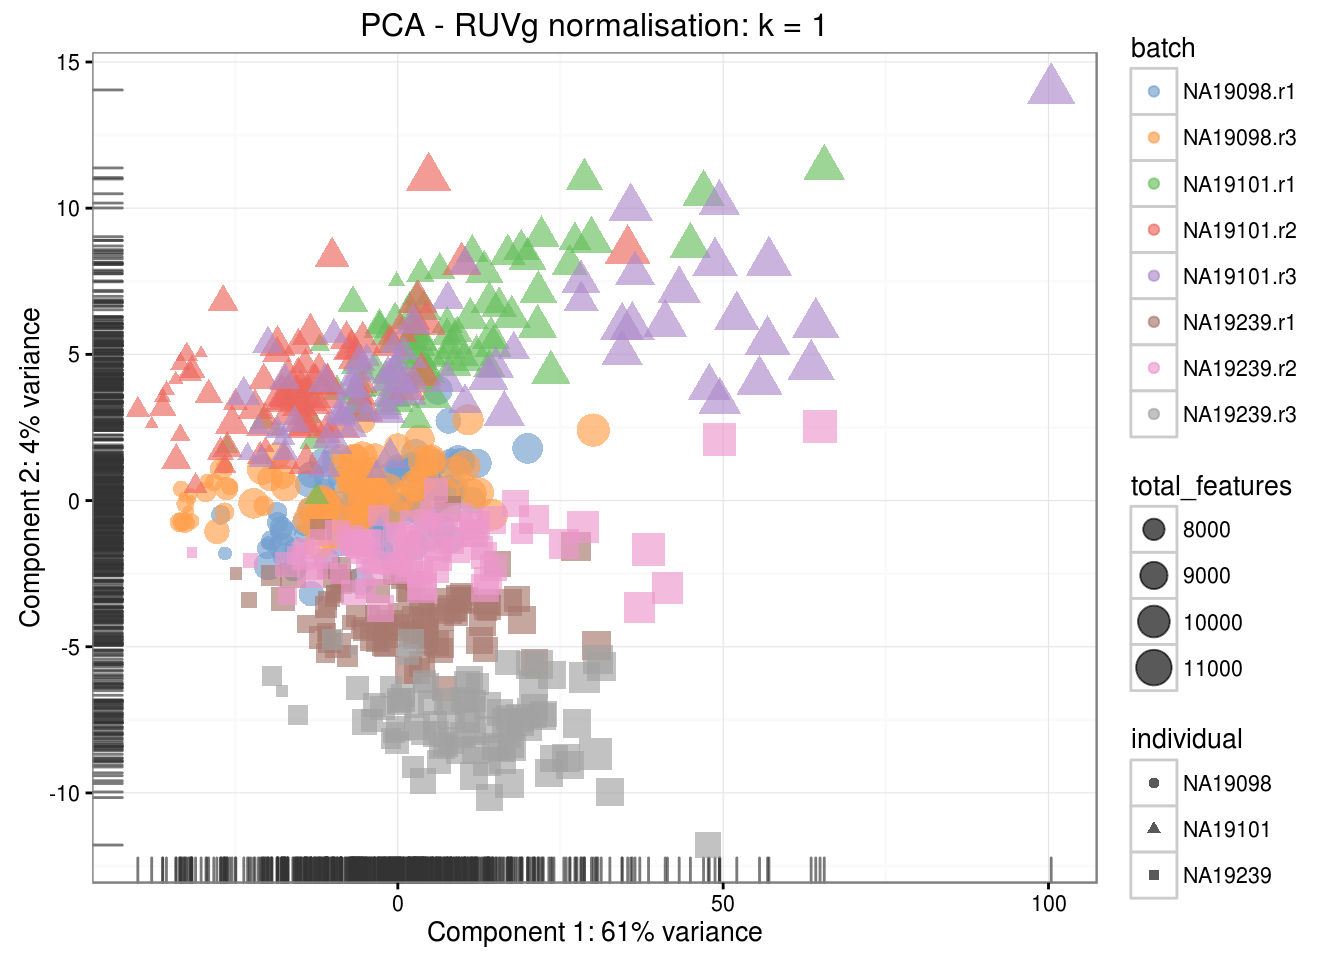 PCA - RUVg normalisation: k = 1
15
10
5
0
-5
-10
Component 2: 4% variance
0
50
100
Component 1: 61% variance
batch
NA19098.r1
NA19098.r3
NA19101.r1
NA19101.r2
NA19101.r3
NA19239.r1
NA19239.r2
NA19239.r3
total_features
8000
9000
10000
11000
individual
NA19098
NA19101
NA19239